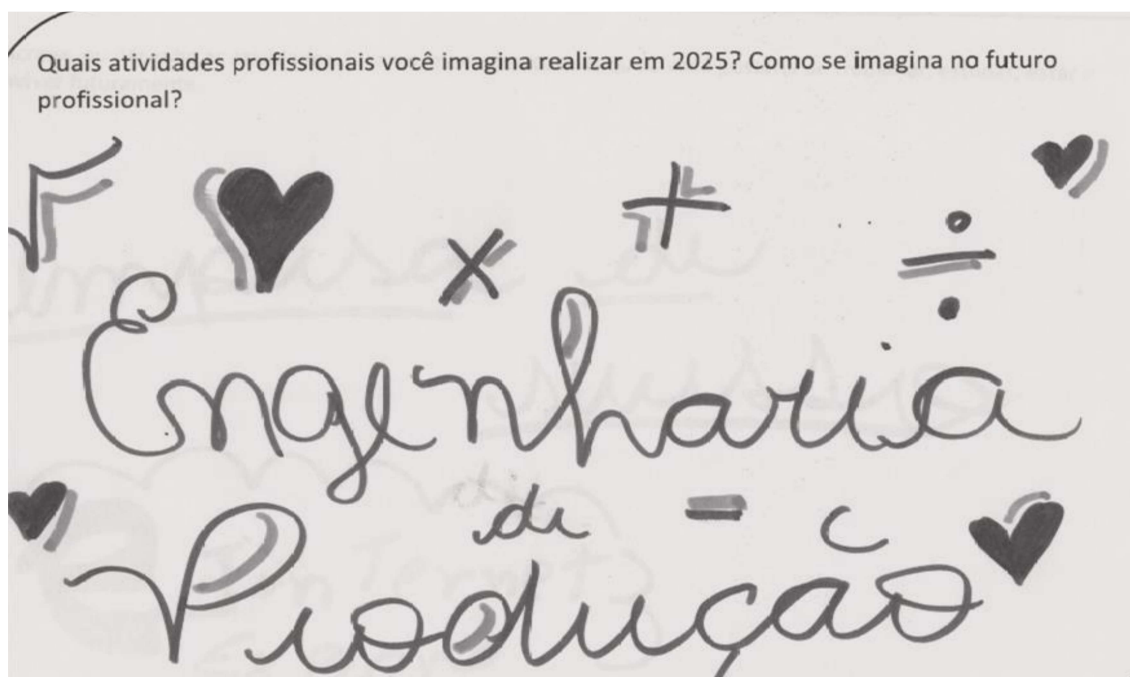 Quais atividades profissionais você imagina realizar em 2025? Como se imagina no futuro
profissional?
√ × + ÷
Engenharia
de -
Produção